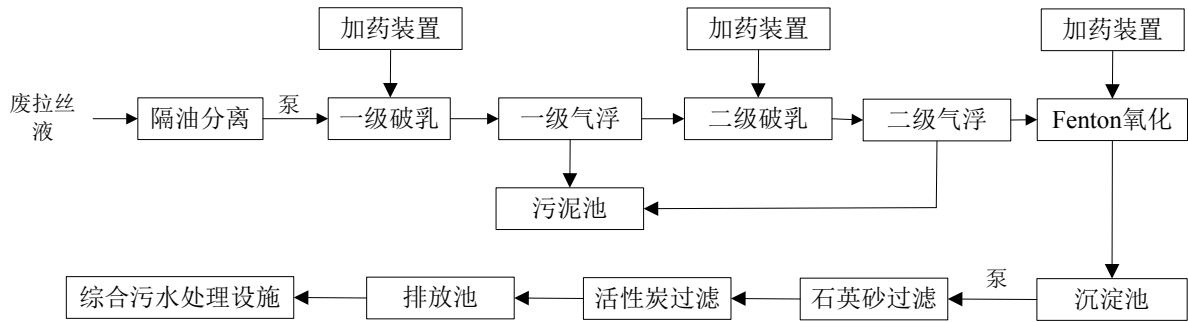 加药装置
加药装置
加药装置
废拉丝
液
隔油分离
泵
一级破乳
一级气浮
二级破乳
二级气浮
Fenton氧化
污泥池
综合污水处理设施
排放池
活性炭过滤
石英砂过滤
泵
沉淀池